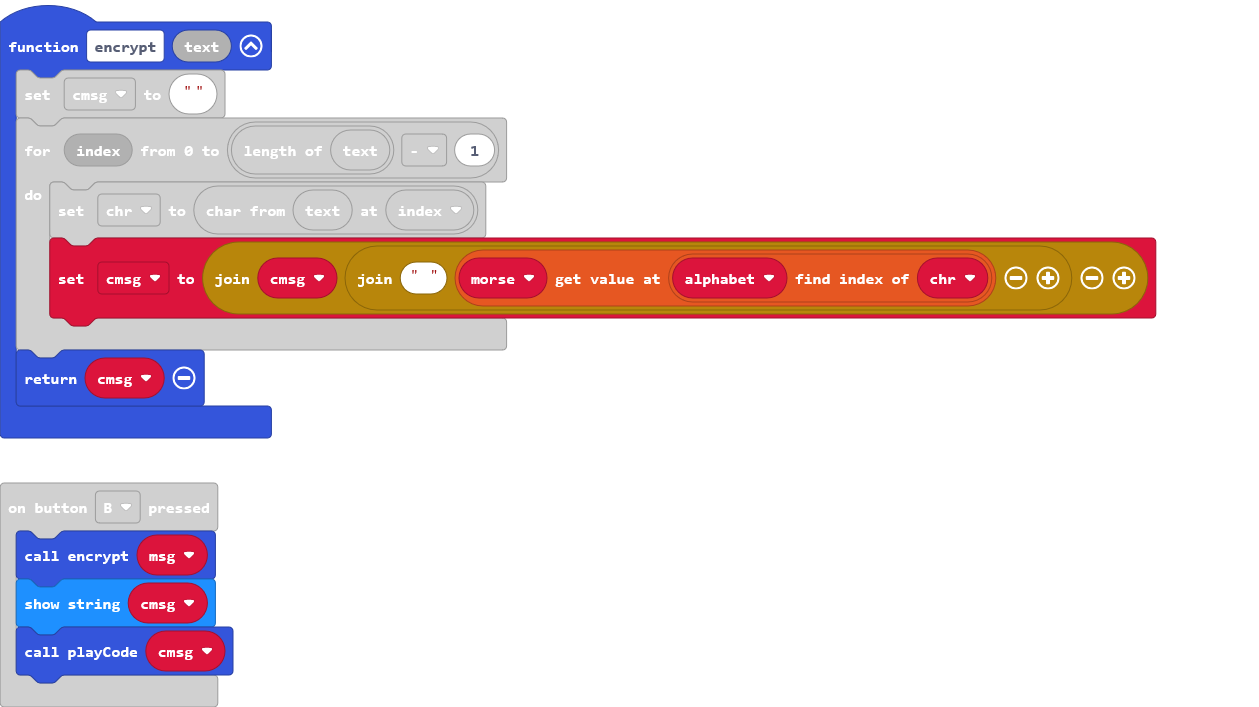 function encrypt text
set cmsg to " "
for index from 0 to length of text - 1
do
set chr to char from text at index
set cmsg to join cmsg join " " morse get value at alphabet find index of chr
return cmsg
on button B pressed
call encrypt msg
show string cmsg
call playCode cmsg